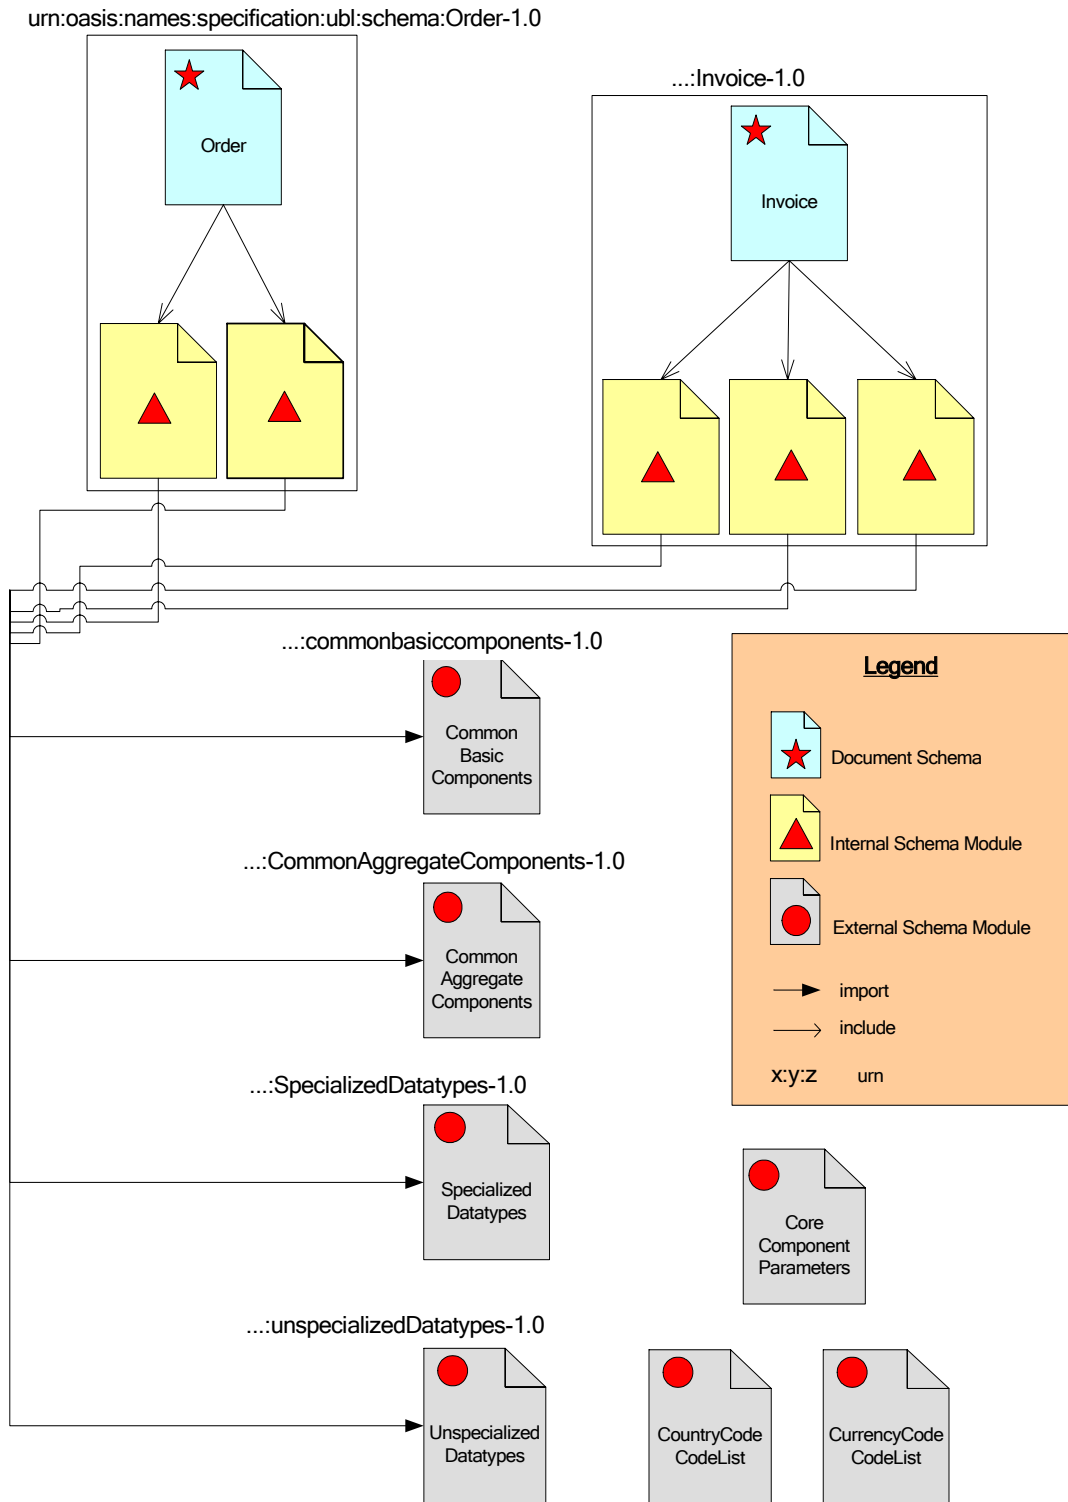 urn:oasis:names:specification:ubl:schema:Order-1.0
...:Invoice-1.0
Order
Invoice
...:commonbasiccomponents-1.0
Common
Basic
Components
Legend
Document Schema
Internal Schema Module
External Schema Module
import
include
x:y:z urn
...:CommonAggregateComponents-1.0
Common
Aggregate
Components
...:SpecializedDatatypes-1.0
Specialized
Datatypes
Core
Component
Parameters
...:unspecializedDatatypes-1.0
Unspecialized
Datatypes
CountryCode
CodeList
CurrencyCode
CodeList